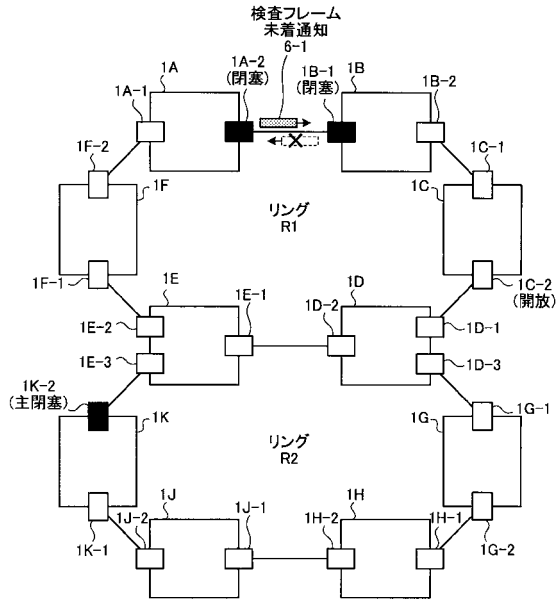 検査フレーム
未着通知
6-1
1A
1A-2
(閉塞)
1B-1
(閉塞)
1B
1B-2
1A-1
1F-2
1F
リング
R1
1C
1C-1
1F-1
1E
1E-1
1D-2
1D
1C-2
(開放)
1E-2
1D-1
1E-3
1D-3
1K-2
(主閉塞)
1K
リング
R2
1G
1G-1
1K-1
1J-2
1J
1J-1
1H-2
1H
1H-1
1G-2